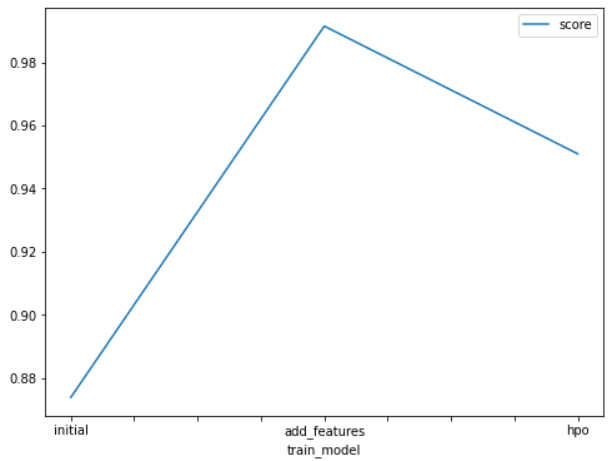 score
0.98
0.96
0.94
0.92
0.90
0.88
initial
add_features
hpo
train_model